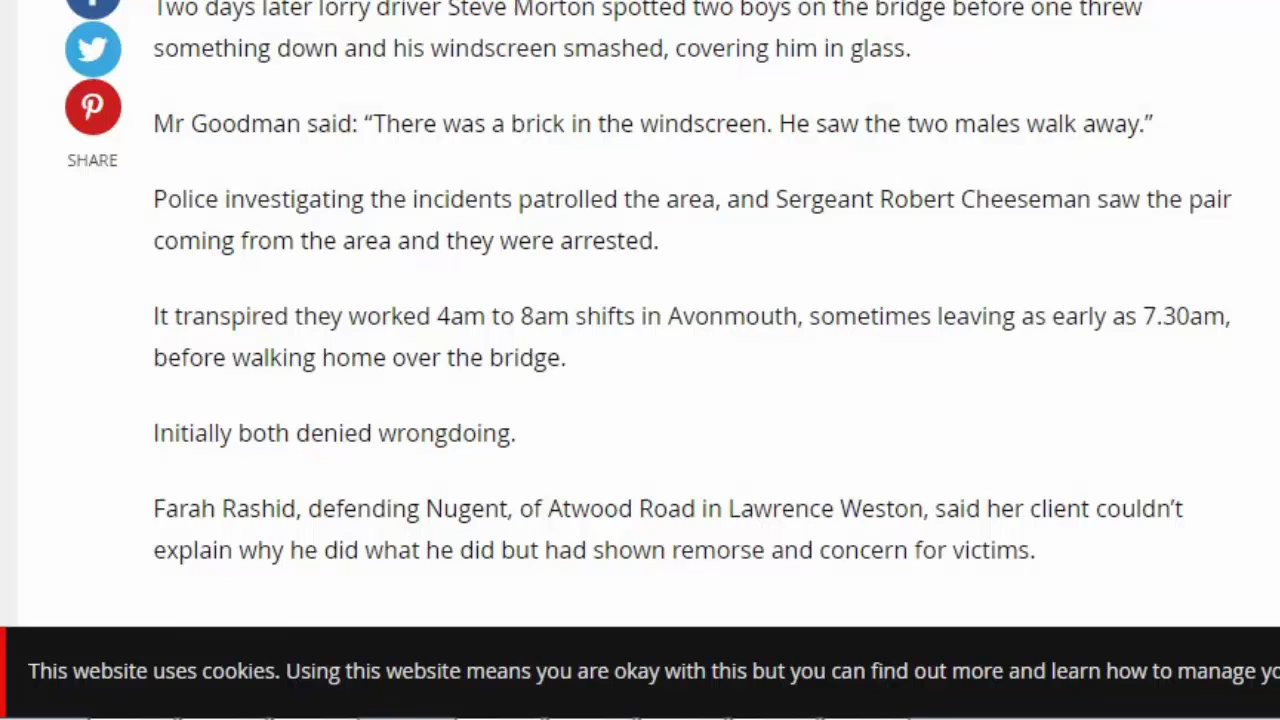 Two days later lorry driver Steve Morton spotted two boys on the bridge before one threw
something down and his windscreen smashed, covering him in glass.
Mr Goodman said: “There was a brick in the windscreen. He saw the two males walk away.”
SHARE
Police investigating the incidents patrolled the area, and Sergeant Robert Cheeseman saw the pair
coming from the area and they were arrested.
It transpired they worked 4am to 8am shifts in Avonmouth, sometimes leaving as early as 7.30am,
before walking home over the bridge.
Initially both denied wrongdoing.
Farah Rashid, defending Nugent, of Atwood Road in Lawrence Weston, said her client couldn’t
explain why he did what he did but had shown remorse and concern for victims.
This website uses cookies. Using this website means you are okay with this but you can find out more and learn how to manage